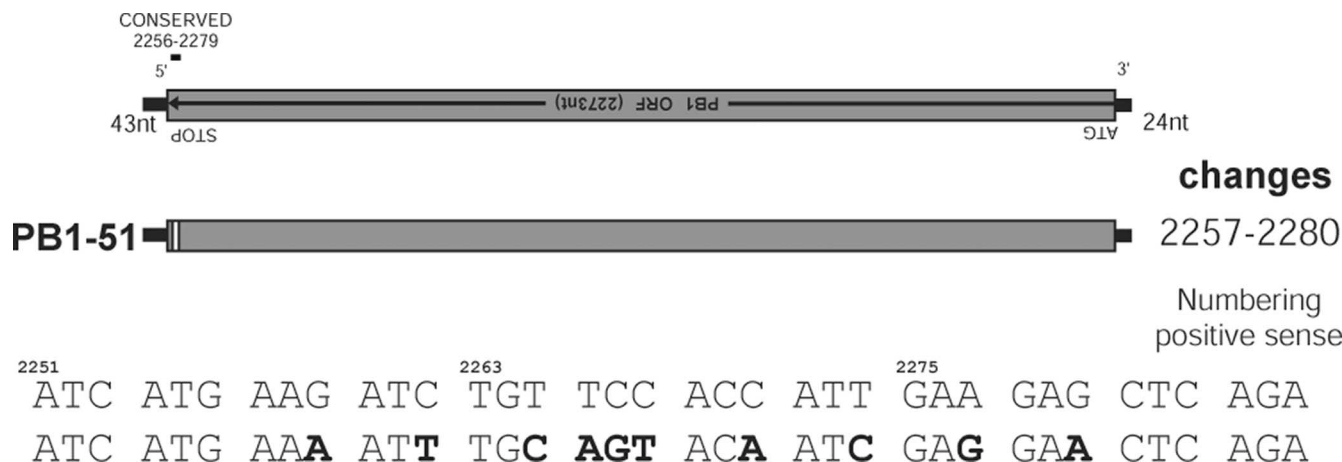 CONSERVED
2256-2279
5'
3'
PB1 ORF (2273nt)
43nt
STOP
ATG
24nt
changes
PB1-51
2257-2280
Numbering
positive sense
2251 2263 2275
ATC ATG AAG ATC TGT TCC ACC ATT GAA GAG CTC AGA
ATC ATG AAA ATT TGC AGT ACA ATC GAG GAA CTC AGA